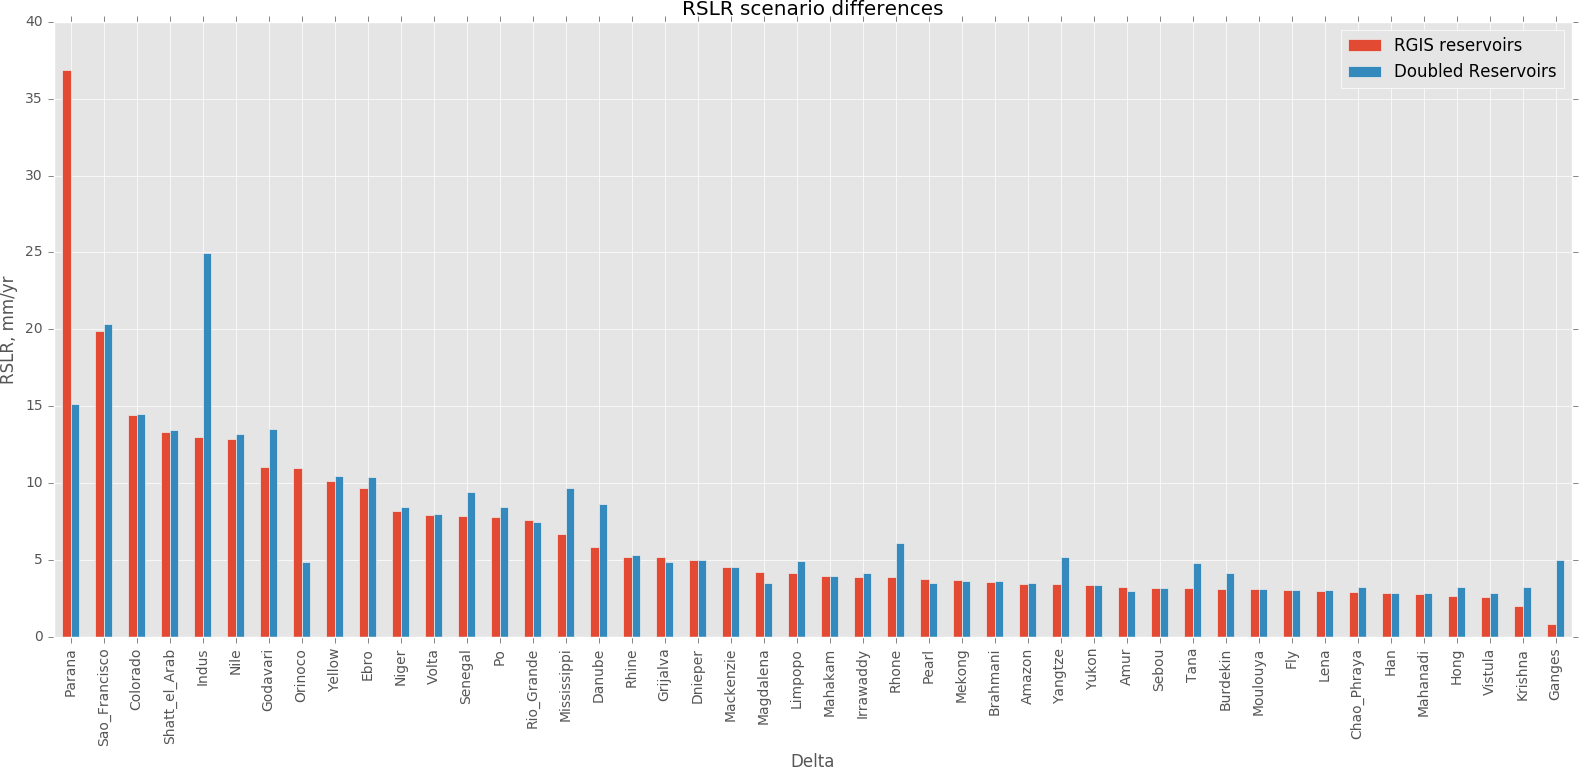 RSLR scenario differences
RGIS reservoirs
Doubled Reservoirs
RSLR, mm/yr
40
35
30
25
20
15
10
5
0
Parana
Sao_Francisco
Colorado
Shatt_el_Arab
Indus
Nile
Godavari
Orinoco
Yellow
Ebro
Niger
Volta
Senegal
Po
Rio_Grande
Mississippi
Danube
Rhine
Grijalva
Dnieper
Mackenzie
Magdalena
Limpopo
Mahakam
Irrawaddy
Rhone
Pearl
Mekong
Brahmani
Amazon
Yangtze
Yukon
Amur
Sebou
Tana
Burdekin
Moulouya
Fly
Lena
Chao_Phraya
Han
Mahanadi
Hong
Vistula
Krishna
Ganges
Delta